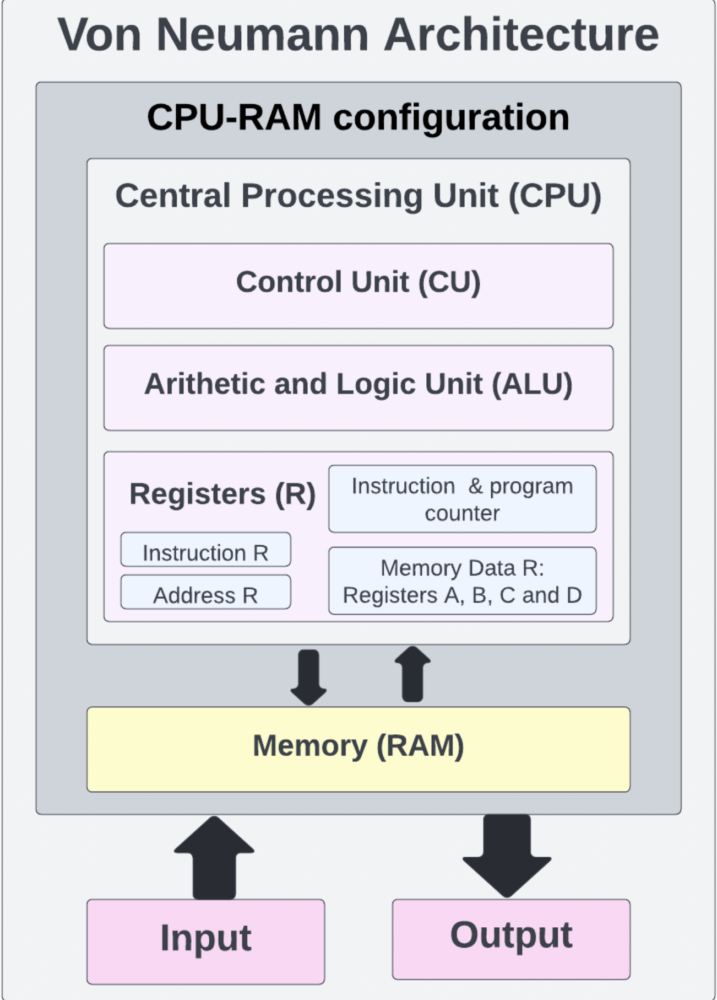 Von Neumann Architecture
CPU-RAM configuration
Central Processing Unit (CPU)
Control Unit (CU)
Arithetic and Logic Unit (ALU)
Registers (R)
Instruction & program
counter
Instruction R
Address R
Memory Data R:
Registers A, B, C and D
Memory (RAM)
Input
Output